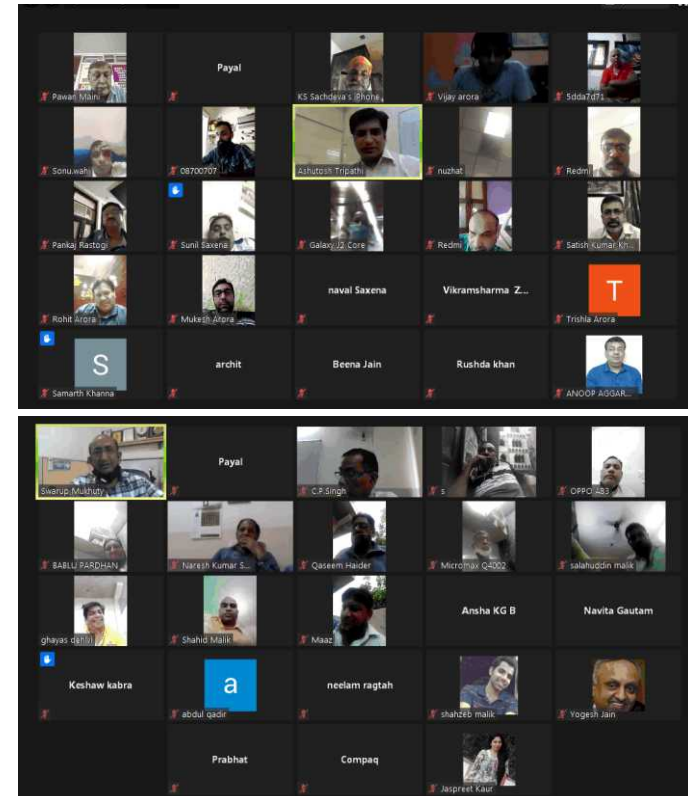 Pawan Maini
Payal
KS Sachdeva's iPhone
Vijay arora
5dda7d71
Sonu.wahi
08700707
Ashutosh Tripathi
nuzhat
Redmi
Pankaj Rastogi
Sunil Saxena
Galaxy J2 Core
Redmi
Satish Kumar Kh...
Rohit Arora
Mukesh Arora
naval Saxena
Vikramsharma Z...
T
Trishla Arora
S
Samarth Khanna
archit
Beena Jain
Rushda khan
ANOOP AGGAR...
Swarup Mukhuty
Payal
C.P.Singh
s
OPPO A83
BABLU PARDHAN
Naresh Kumar S...
Qaseem Haider
Micromax Q4002
salahuddin malik
ghayas dehlvi
Shahid Malik
Maaz
Ansha KG B
Navita Gautam
Keshaw kabra
a
abdul qadir
neelam ragtah
shahzeb malik
Yogesh Jain
Prabhat
Compaq
Jaspreet Kaur